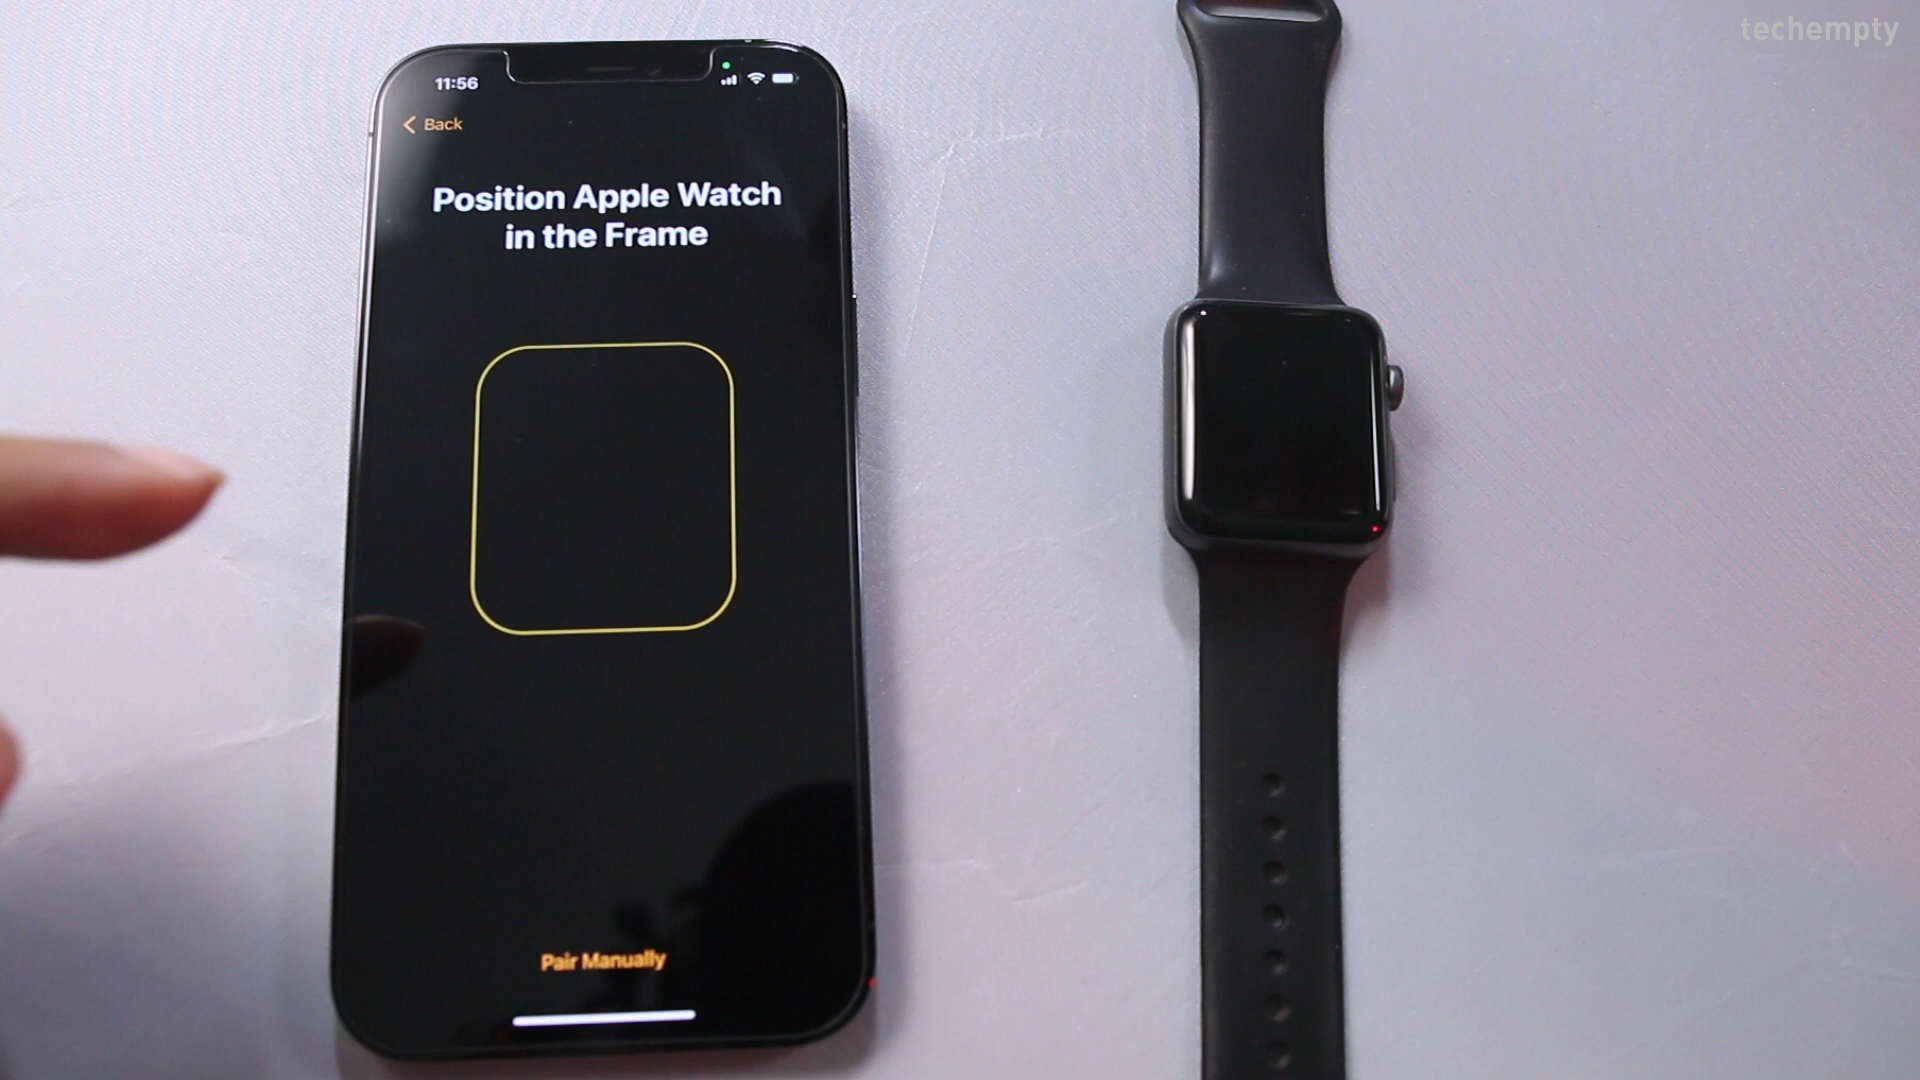 techempty
11:56
Back
Position Apple Watch
in the Frame
Pair Manually